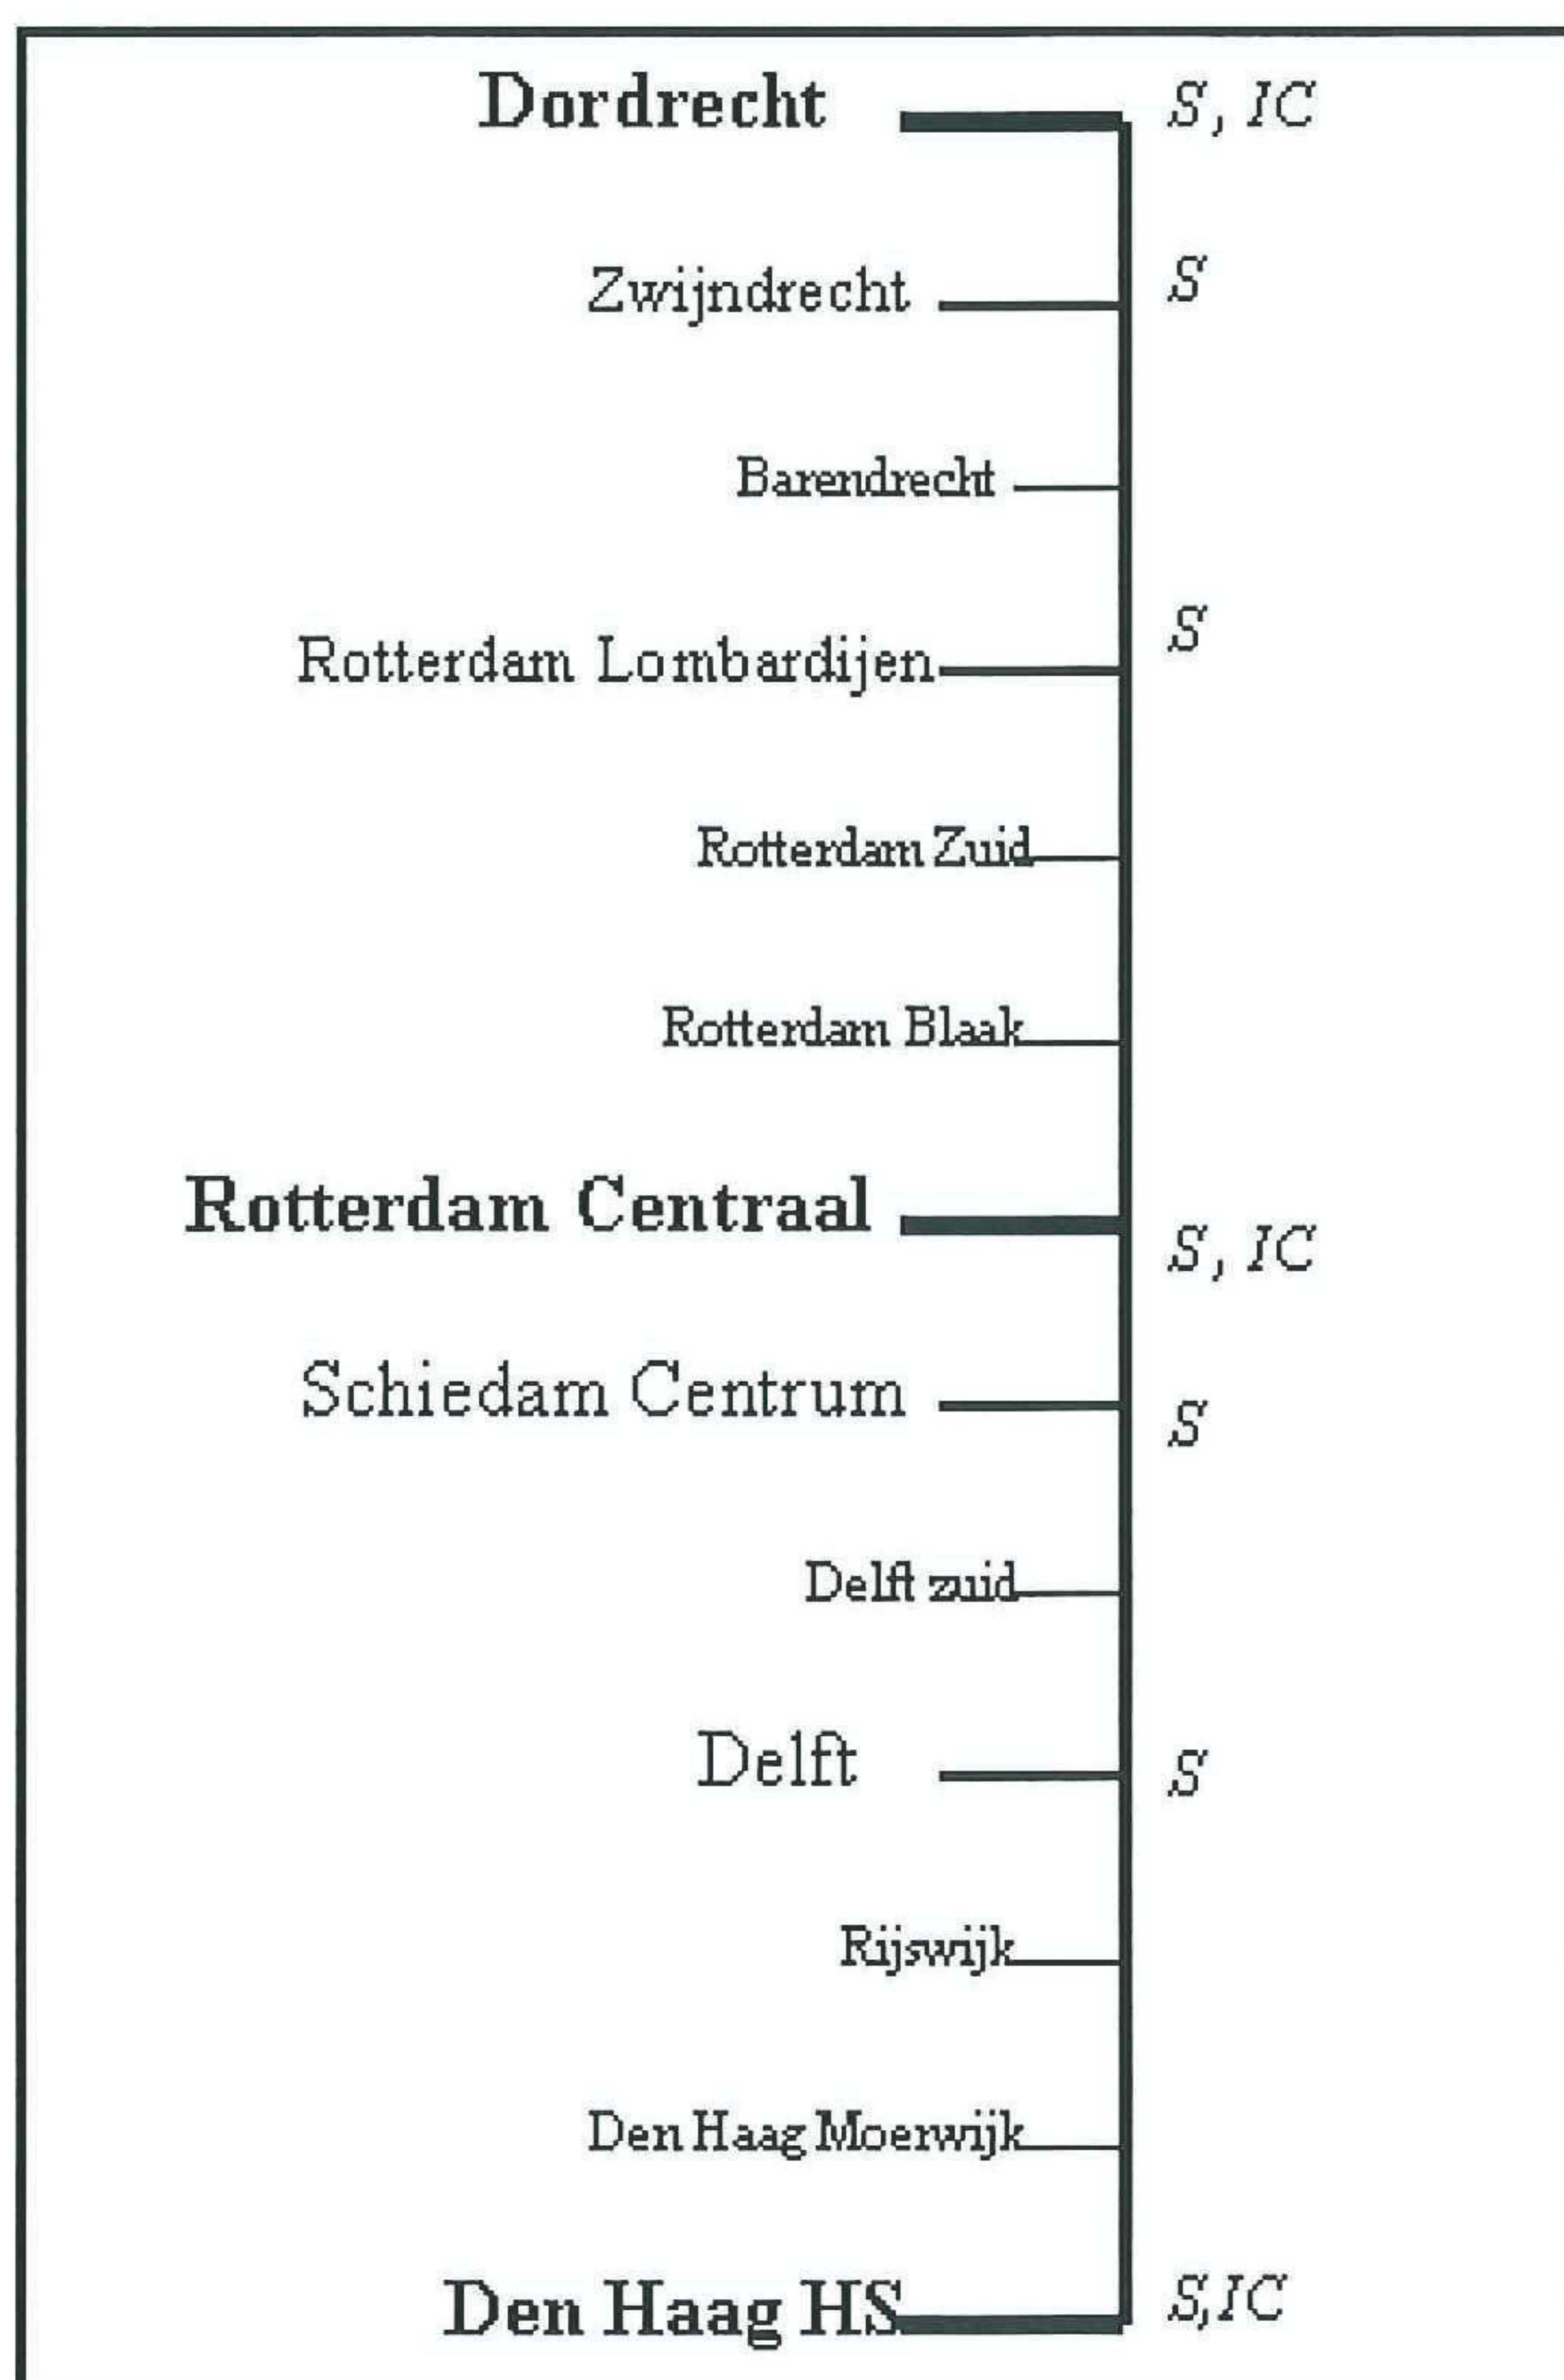 Dordrecht S, IC
Zwijndrecht S
Barendrecht
Rotterdam Lombardijen S
Rotterdam Zuid
Rotterdam Blaak
Rotterdam Centraal S, IC
Schiedam Centrum S
Delft zuid
Delft S
Rijswijk
Den Haag Moerwijk
Den Haag HS S,IC